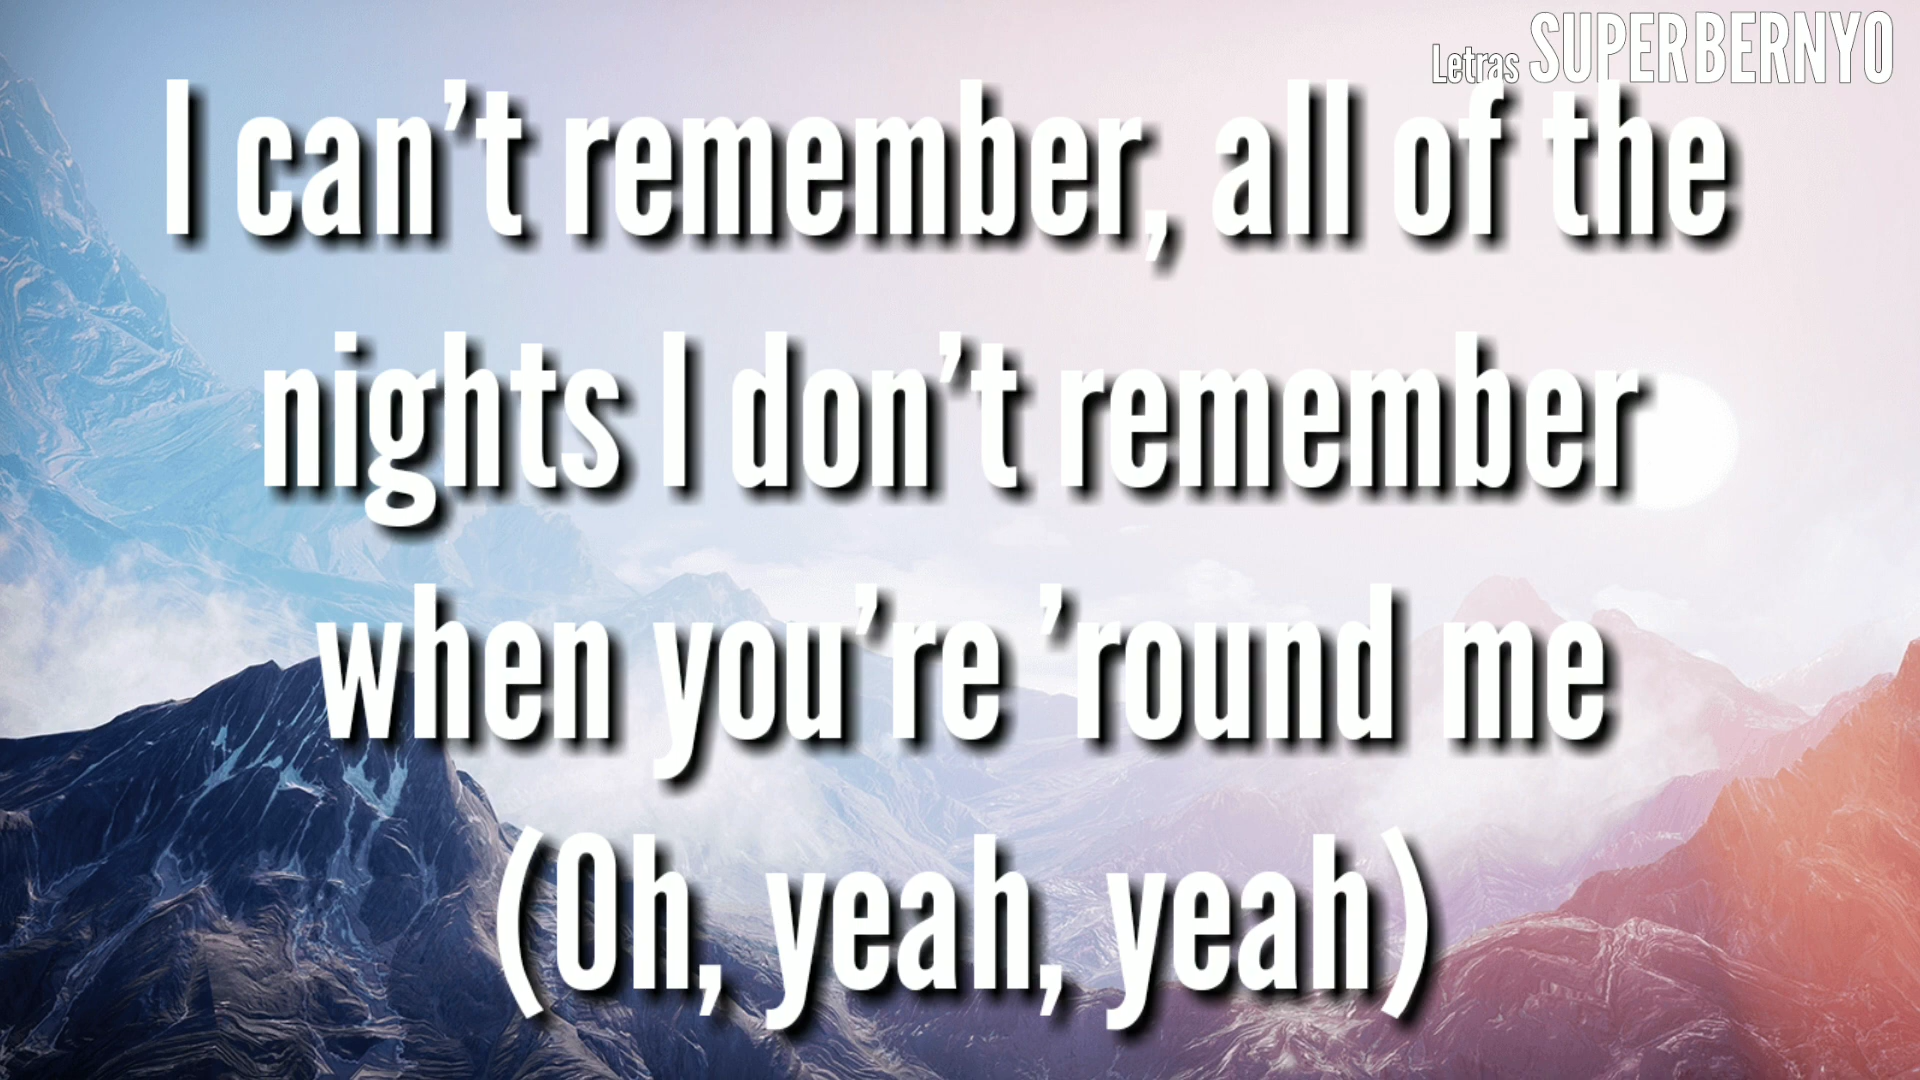 Letras SUPERBERNYO
I can’t remember, all of the
nights I don’t remember
when you’re ’round me
(Oh, yeah, yeah)